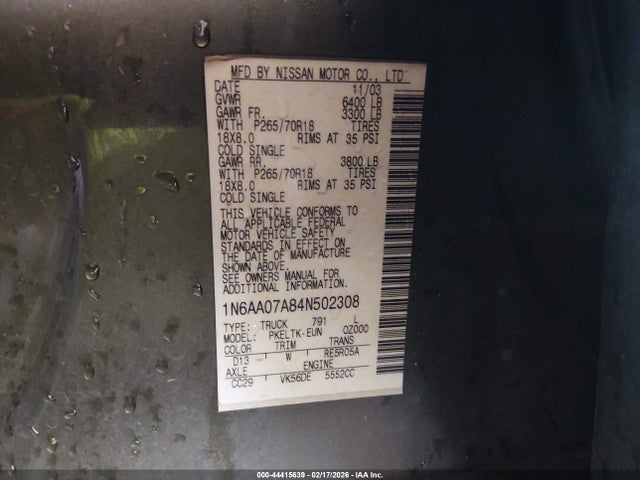 MFD BY NISSAN MOTOR CO., LTD
DATE 11/03
GVWR 6400 LB
GAWR FR. 3300 LB
WITH P265/70R18 TIRES
18X8.0 RIMS AT 35 PSI
COLD SINGLE
GAWR RR. 3800 LB
WITH P265/70R18 TIRES
18X8.0 RIMS AT 35 PSI
COLD SINGLE
THIS VEHICLE CONFORMS TO
ALL APPLICABLE FEDERAL
MOTOR VEHICLE SAFETY
STANDARDS IN EFFECT ON
THE DATE OF MANUFACTURE
SHOWN ABOVE.
SEE OWNERS MANUAL FOR
ADDITIONAL INFORMATION.
1N6AA07A84N502308
TYPE: TRUCK 791 L
MODEL: PKELTK-EUN OZ000
COLOR TRIM TRANS
D13 W RE5R05A
AXLE ENGINE
CC29 VK56DE 5552CC
000-44415639 | 02/17/2026 | IAA Inc.